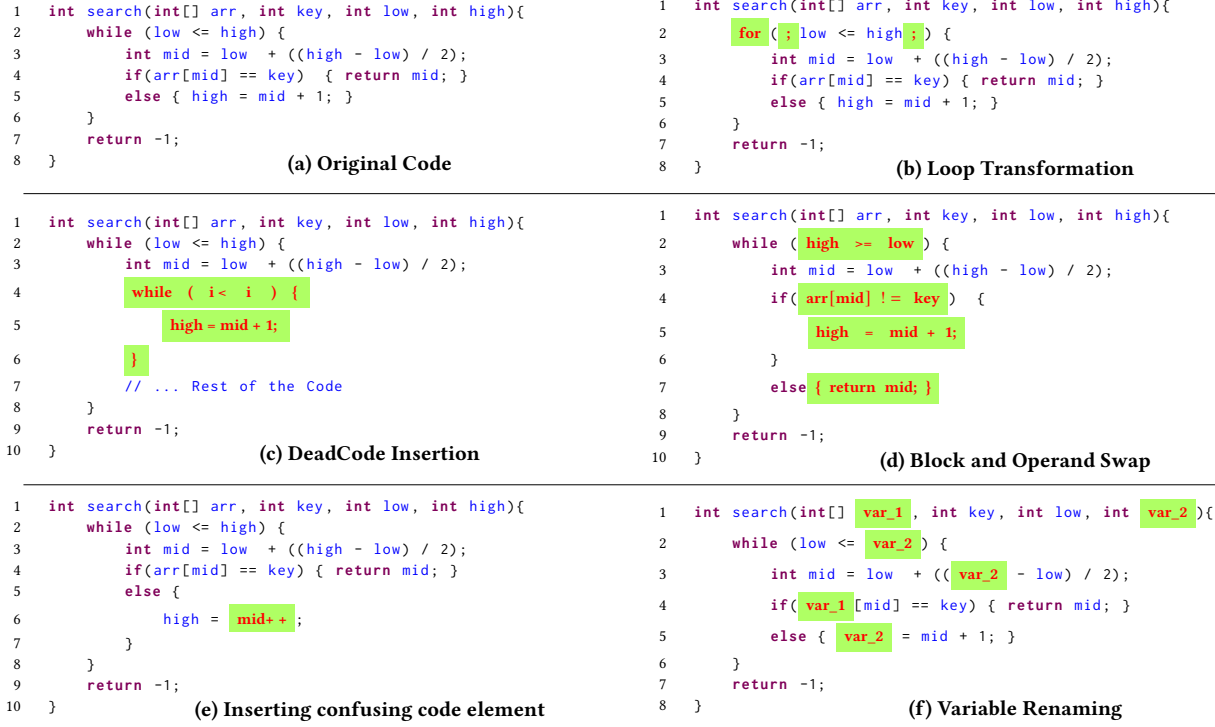 1 int search(int[] arr, int key, int low, int high){
2 while (low <= high) {
3 int mid = low + ((high - low) / 2);
4 if(arr[mid] == key) { return mid; }
5 else { high = mid + 1; }
6 }
7 return -1;
8 }
(a) Original Code
1 int search(int[] arr, int key, int low, int high){
2 for ( ; low <= high ; ) {
3 int mid = low + ((high - low) / 2);
4 if(arr[mid] == key) { return mid; }
5 else { high = mid + 1; }
6 }
7 return -1;
8 }
(b) Loop Transformation
1 int search(int[] arr, int key, int low, int high){
2 while (low <= high) {
3 int mid = low + ((high - low) / 2);
4 while ( i < i ) {
5 high = mid + 1;
6 }
7 // ... Rest of the Code
8 }
9 return -1;
10 }
(c) DeadCode Insertion
1 int search(int[] arr, int key, int low, int high){
2 while ( high >= low ) {
3 int mid = low + ((high - low) / 2);
4 if( arr[mid] != key ) {
5 high = mid + 1;
6 }
7 else { return mid; }
8 }
9 return -1;
10 }
(d) Block and Operand Swap
1 int search(int[] arr, int key, int low, int high){
2 while (low <= high) {
3 int mid = low + ((high - low) / 2);
4 if(arr[mid] == key) { return mid; }
5 else {
6 high = mid++ ;
7 }
8 }
9 return -1;
10 }
(e) Inserting confusing code element
1 int search(int[] var_1 , int key, int low, int var_2 ){
2 while (low <= var_2 ) {
3 int mid = low + (( var_2 - low) / 2);
4 if( var_1 [mid] == key) { return mid; }
5 else { var_2 = mid + 1; }
6 }
7 return -1;
8 }
(f) Variable Renaming